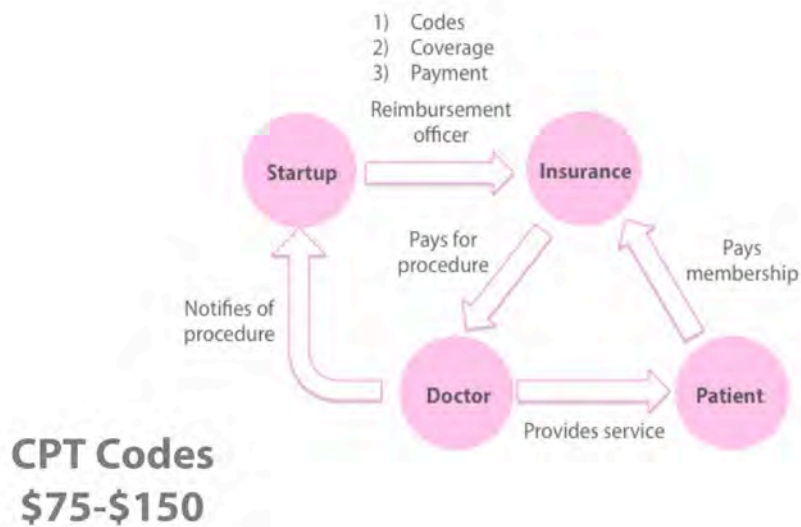 1) Codes
2) Coverage
3) Payment
Reimbursement
officer
Startup
Insurance
Pays for
procedure
Pays
membership
Notifies of
procedure
Doctor
Patient
Provides service
CPT Codes
$75-$150